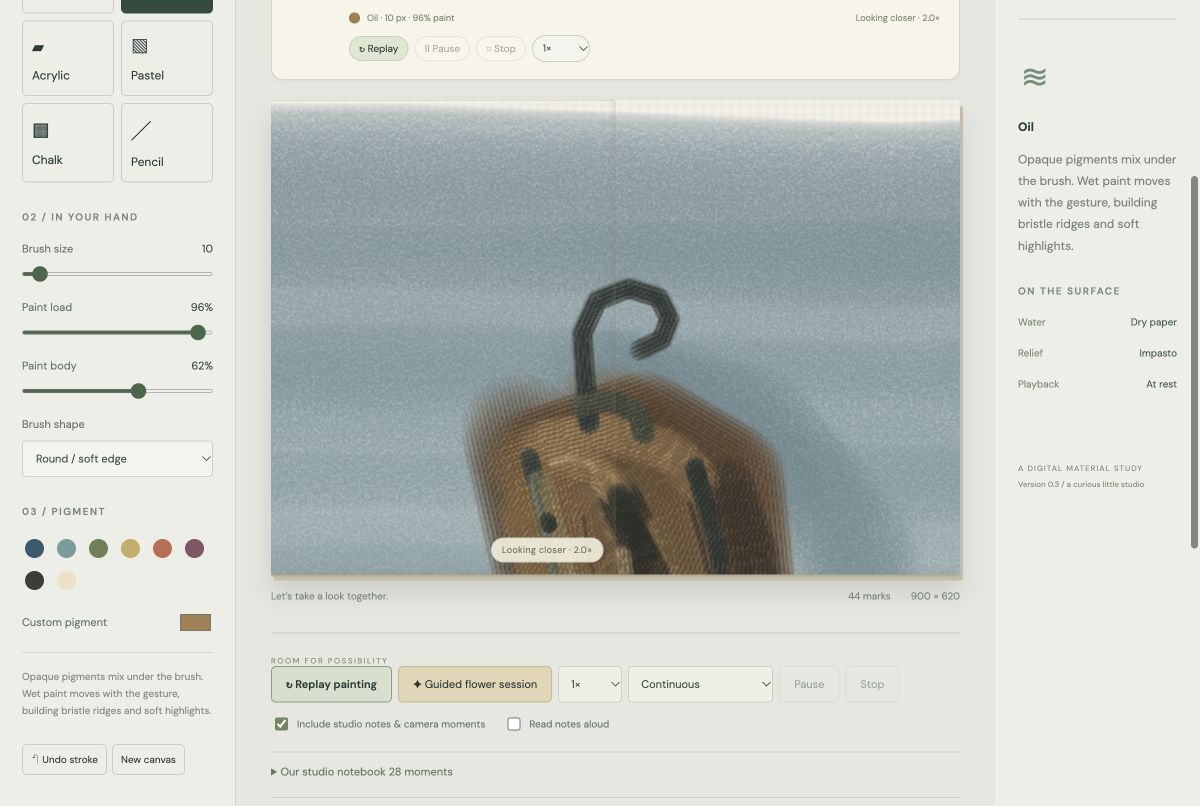 Acrylic
Pastel
Chalk
Pencil
02 / IN YOUR HAND
Brush size 10
Paint load 96%
Paint body 62%
Brush shape
Round / soft edge
03 / PIGMENT
Custom pigment
Opaque pigments mix under the brush.
Wet paint moves with the gesture,
building bristle ridges and soft highlights.
Undo stroke
New canvas
Oil · 10 px · 96% paint
Looking closer · 2.0×
↻ Replay
II Pause
Stop
1×
Looking closer · 2.0×
Let's take a look together.
44 marks
900 × 620
ROOM FOR POSSIBILITY
↻ Replay painting
✦ Guided flower session
1×
Continuous
Pause
Stop
Include studio notes & camera moments
Read notes aloud
▶ Our studio notebook 28 moments
Oil
Opaque pigments mix under
the brush. Wet paint moves
with the gesture, building
bristle ridges and soft
highlights.
ON THE SURFACE
Water Dry paper
Relief Impasto
Playback At rest
A DIGITAL MATERIAL STUDY
Version 0.3 / a curious little studio